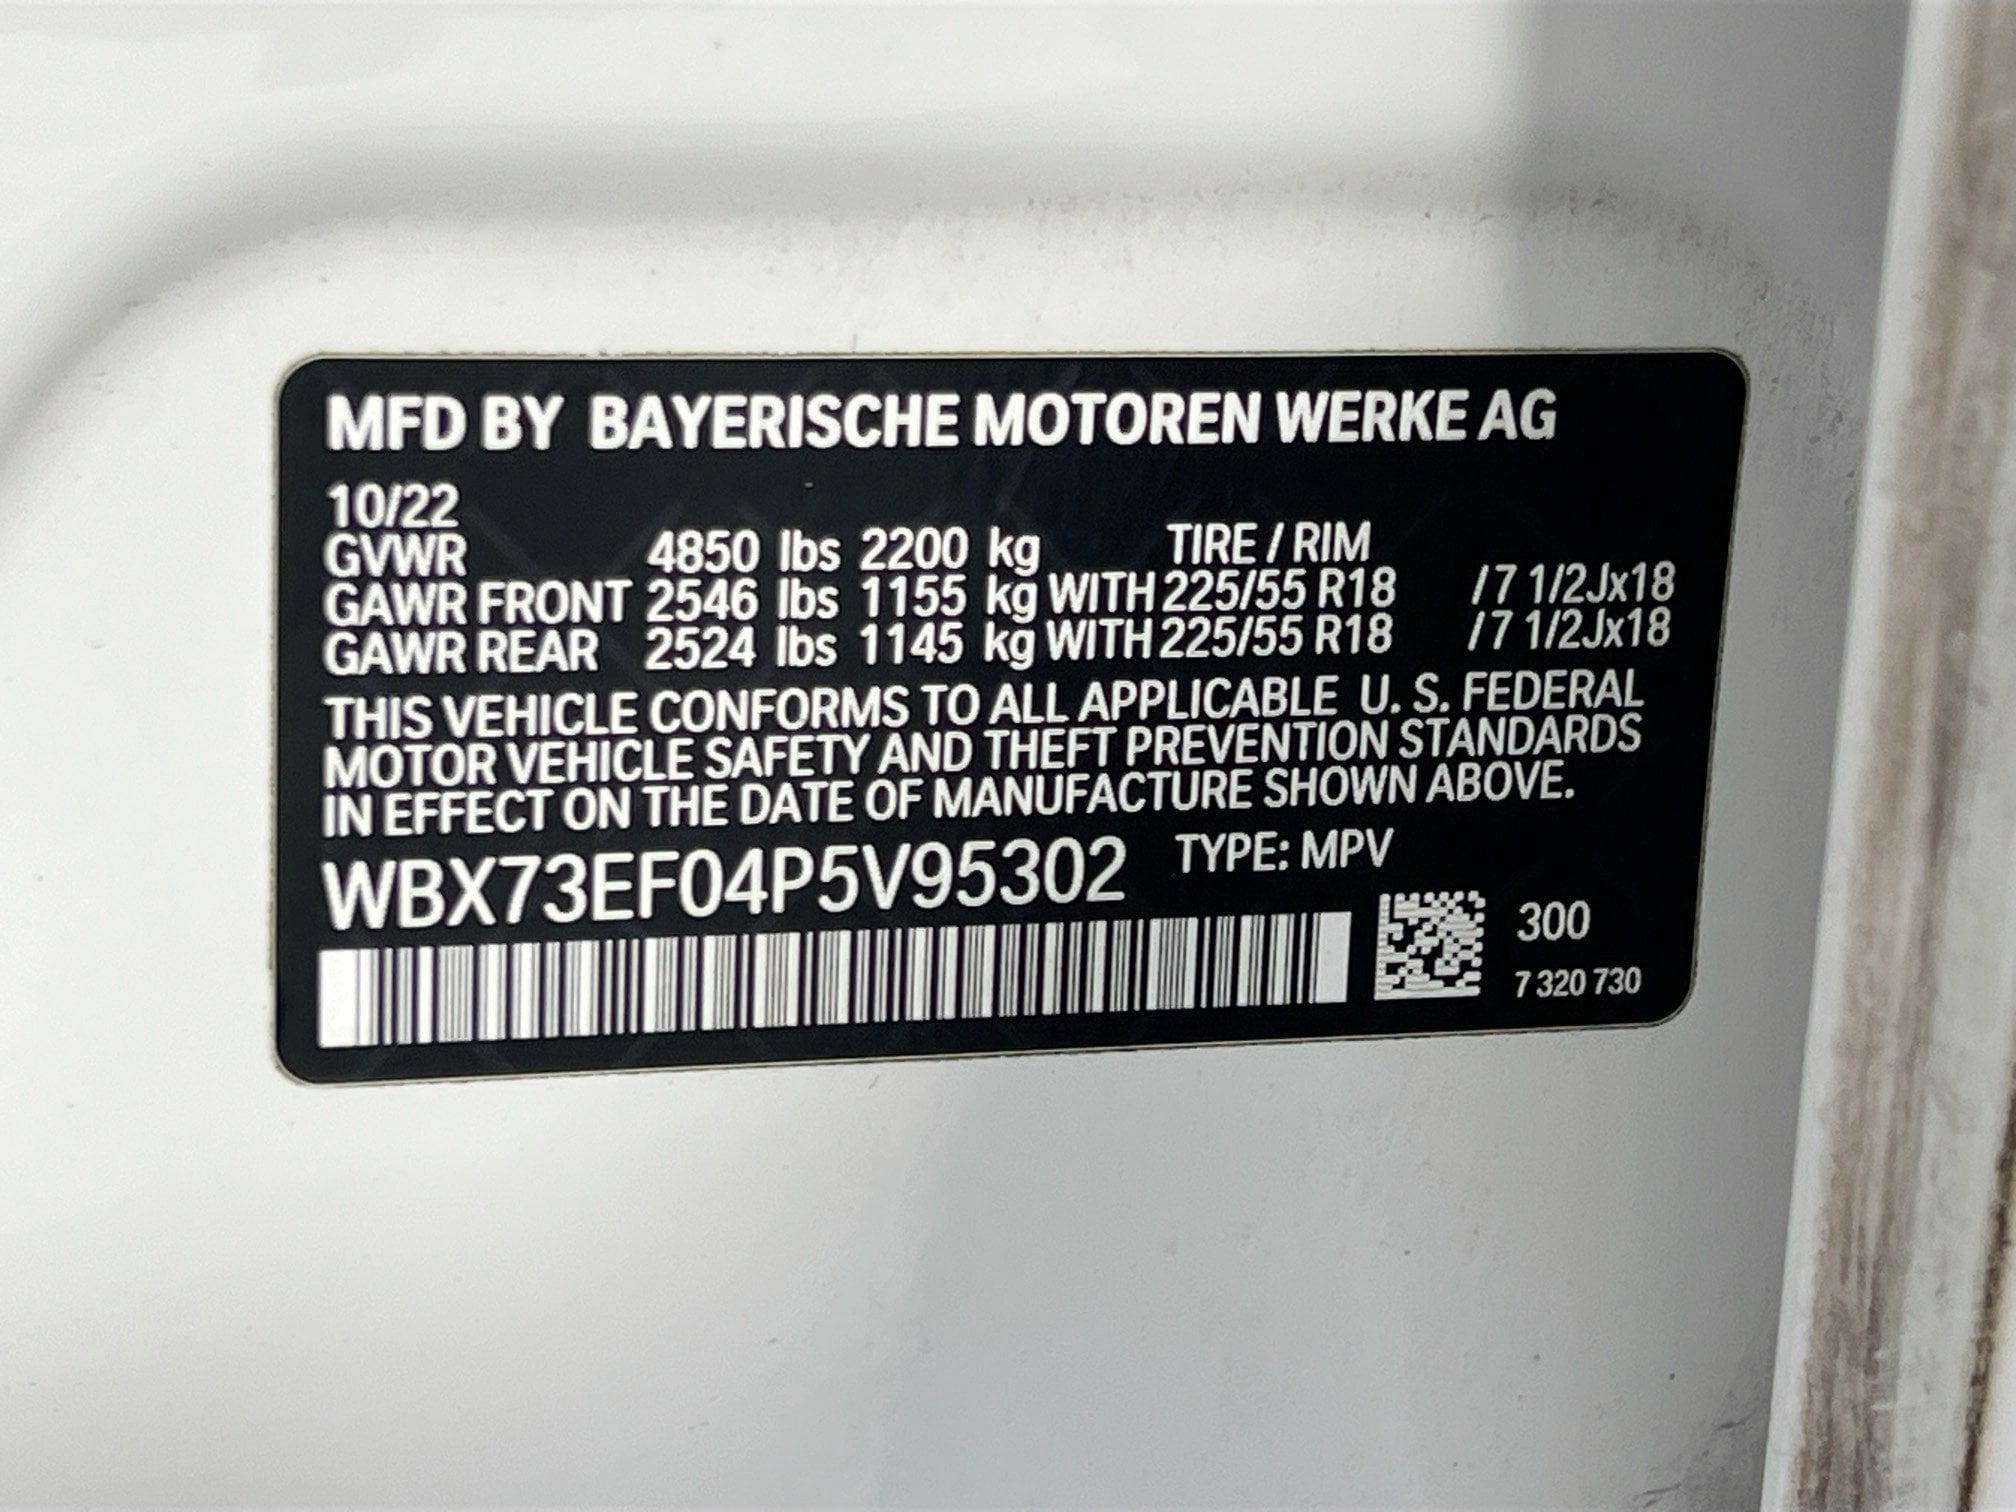 MFD BY BAYERISCHE MOTOREN WERKE AG
10/22
GVWR 4850 lbs 2200 kg TIRE / RIM
GAWR FRONT 2546 lbs 1155 kg WITH 225/55 R18 /7 1/2Jx18
GAWR REAR 2524 lbs 1145 kg WITH 225/55 R18 /7 1/2Jx18
THIS VEHICLE CONFORMS TO ALL APPLICABLE U. S. FEDERAL
MOTOR VEHICLE SAFETY AND THEFT PREVENTION STANDARDS
IN EFFECT ON THE DATE OF MANUFACTURE SHOWN ABOVE.
WBX73EF04P5V95302 TYPE: MPV
300
7 320 730